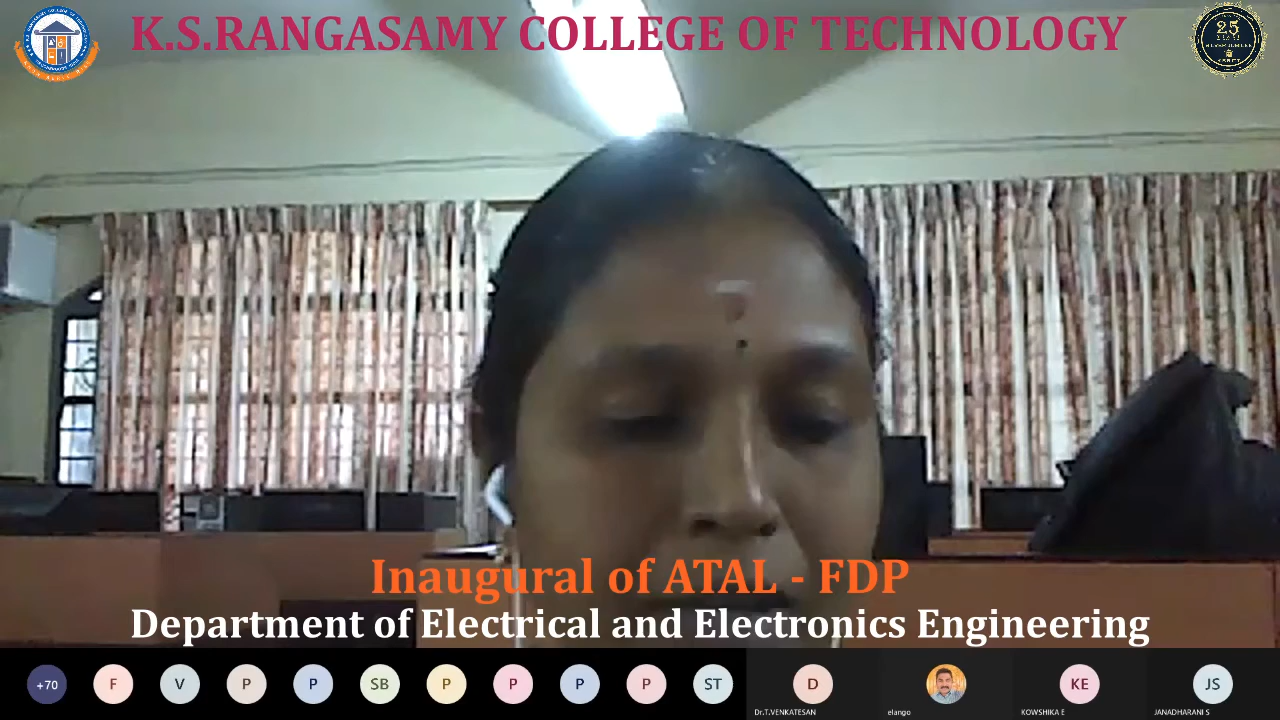 K.S.RANGASAMY COLLEGE OF TECHNOLOGY
25
Inaugural of ATAL - FDP
Department of Electrical and Electronics Engineering
+70 F V P P SB P P P P ST D KE JS
Dr.T.VENKATESAN elango KOWSHIKA E JANADHARANI S